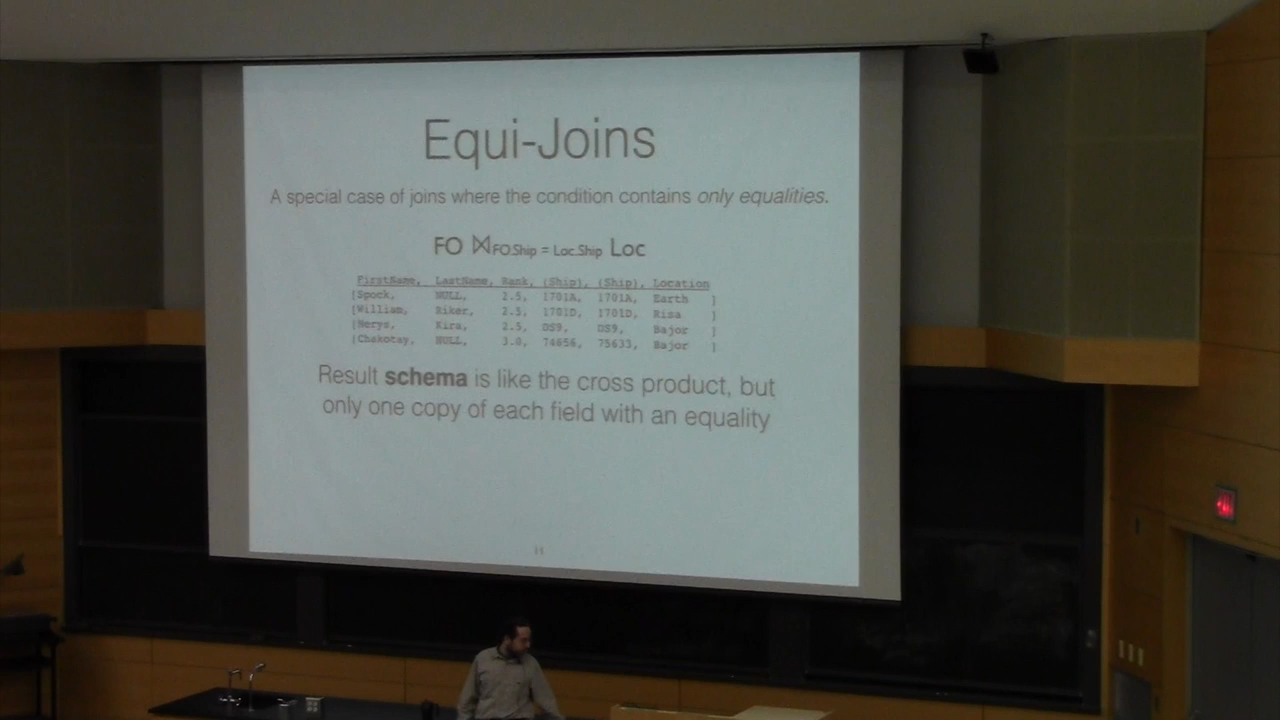 Equi-Joins
A special case of joins where the condition contains only equalities.
FO ⋈FO.Ship = Loc.Ship Loc
FirstName, LastName, Rank, (Ship), (Ship), Location
[Spock, NULL, 2.5, 1701A, 1701A, Earth ]
[William, Riker, 2.5, 1701D, 1701D, Risa ]
[Nerys, Kira, 2.5, DS9, DS9, Bajor ]
[Chakotay, NULL, 3.0, 74656, 75633, Bajor ]
Result schema is like the cross product, but
only one copy of each field with an equality